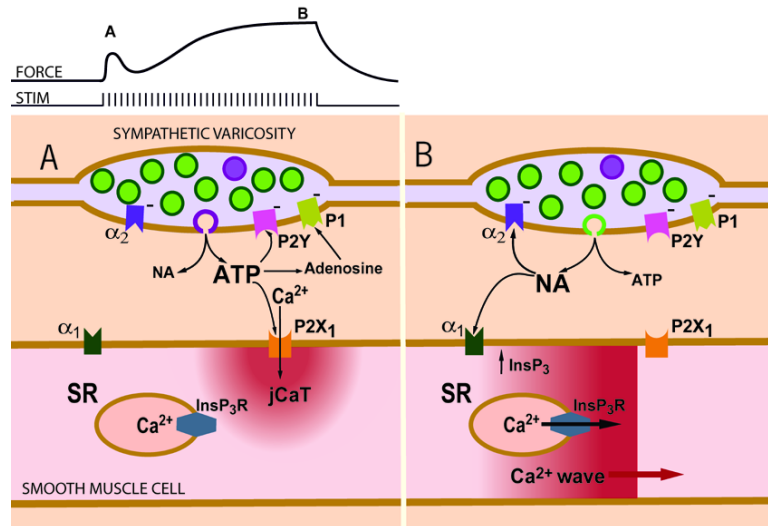 A
B
FORCE
STIM
SYMPATHETIC VARICOSITY
A
α2
P2Y
P1
NA
ATP
Adenosine
Ca2+
α1
P2X1
jCaT
SR
InsP3R
Ca2+
SMOOTH MUSCLE CELL
B
α2
P2Y
P1
NA
ATP
α1
P2X1
InsP3
SR
InsP3R
Ca2+
Ca2+ wave